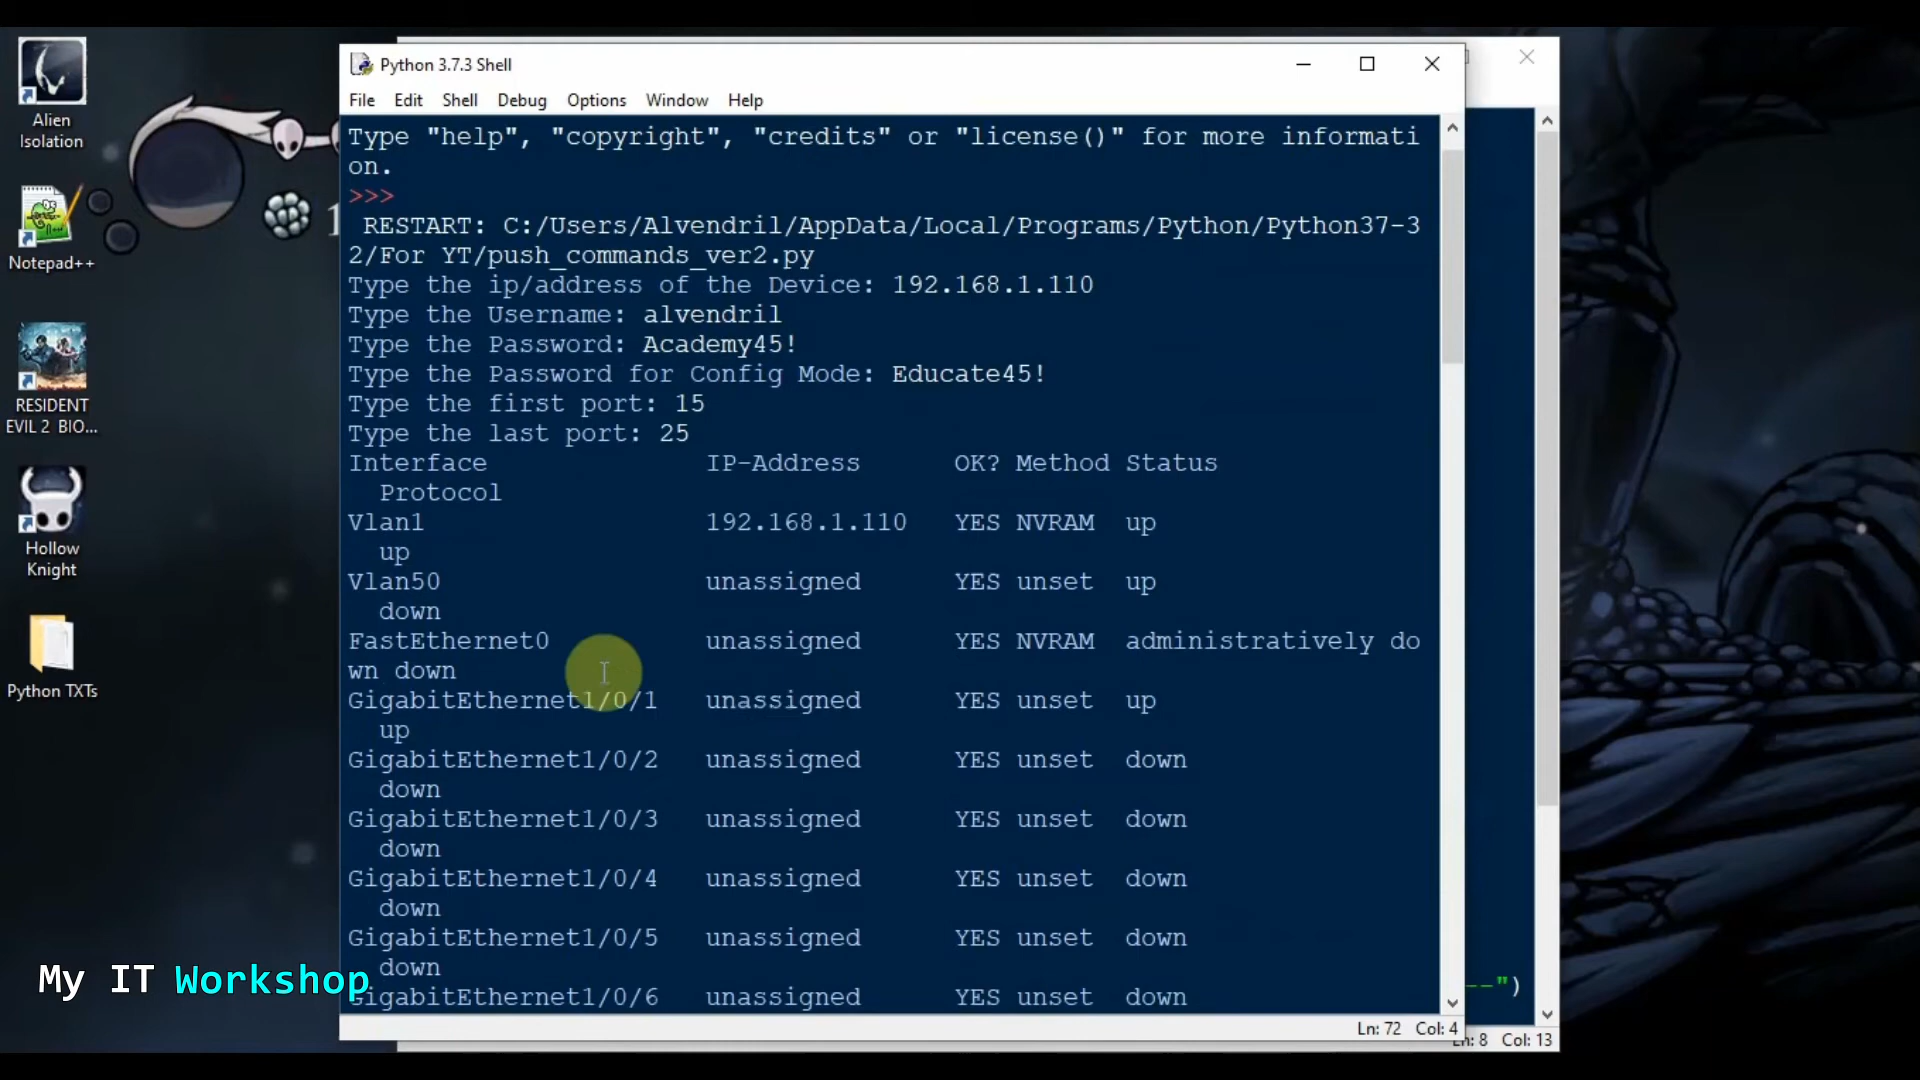 Alien
Isolation
Notepad++
RESIDENT
EVIL 2 BIO...
Hollow
Knight
Python TXTs
Python 3.7.3 Shell
File Edit Shell Debug Options Window Help
Type "help", "copyright", "credits" or "license()" for more informati
on.
>>>
RESTART: C:/Users/Alvendril/AppData/Local/Programs/Python/Python37-3
2/For YT/push_commands_ver2.py
Type the ip/address of the Device: 192.168.1.110
Type the Username: alvendril
Type the Password: Academy45!
Type the Password for Config Mode: Educate45!
Type the first port: 15
Type the last port: 25
Interface IP-Address OK? Method Status
Protocol
Vlan1 192.168.1.110 YES NVRAM up
up
Vlan50 unassigned YES unset up
down
FastEthernet0 unassigned YES NVRAM administratively do
wn down
GigabitEthernet1/0/1 unassigned YES unset up
up
GigabitEthernet1/0/2 unassigned YES unset down
down
GigabitEthernet1/0/3 unassigned YES unset down
down
GigabitEthernet1/0/4 unassigned YES unset down
down
GigabitEthernet1/0/5 unassigned YES unset down
down
GigabitEthernet1/0/6 unassigned YES unset down
Ln: 72 Col: 4
--")
Ln: 8 Col: 13
My IT Workshop